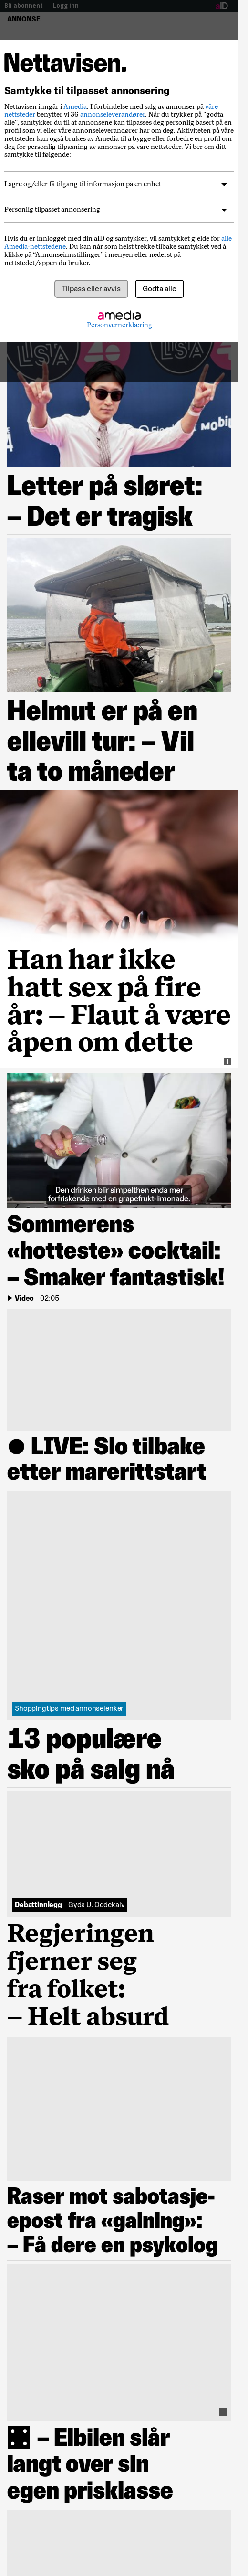 Bli abonnent | Logg inn
ANNONSE
Nettavisen.
Samtykke til tilpasset annonsering
Nettavisen inngår i Amedia. I forbindelse med salg av annonser på våre
nettsteder benytter vi 36 annonseleverandører. Når du trykker på "godta
alle", samtykker du til at annonsene kan tilpasses deg personlig basert på en
profil som vi eller våre annonseleverandører har om deg. Aktiviteten på våre
nettsteder kan også brukes av Amedia til å bygge eller forbedre en profil om
deg for personlig tilpasning av annonser på våre nettsteder. Vi ber om ditt
samtykke til følgende:
Lagre og/eller få tilgang til informasjon på en enhet
Personlig tilpasset annonsering
Hvis du er innlogget med din aID og samtykker, vil samtykket gjelde for alle
Amedia-nettstedene. Du kan når som helst trekke tilbake samtykket ved å
klikke på “Annonseinnstillinger” i menyen eller nederst på
nettstedet/appen du bruker.
Tilpass eller avvis
Godta alle
amedia
Personvernerklæring
LISA
Letter på sløret:
– Det er tragisk
Helmut er på en
ellevill tur: – Vil
ta to måneder
Han har ikke
hatt sex på fire
år: – Flaut å være
åpen om dette
Den drinken blir simpelthen enda mer
forfriskende med en grapefrukt-limonade.
Sommerens
«hotteste» cocktail:
– Smaker fantastisk!
Video | 02:05
● LIVE: Slo tilbake
etter marerittstart
Shoppingtips med annonselenker
13 populære
sko på salg nå
Debattinnlegg | Gyda U. Oddekalv
Regjeringen
fjerner seg
fra folket:
– Helt absurd
Raser mot sabotasje-
epost fra «galning»:
– Få dere en psykolog
– Elbilen slår
langt over sin
egen prisklasse